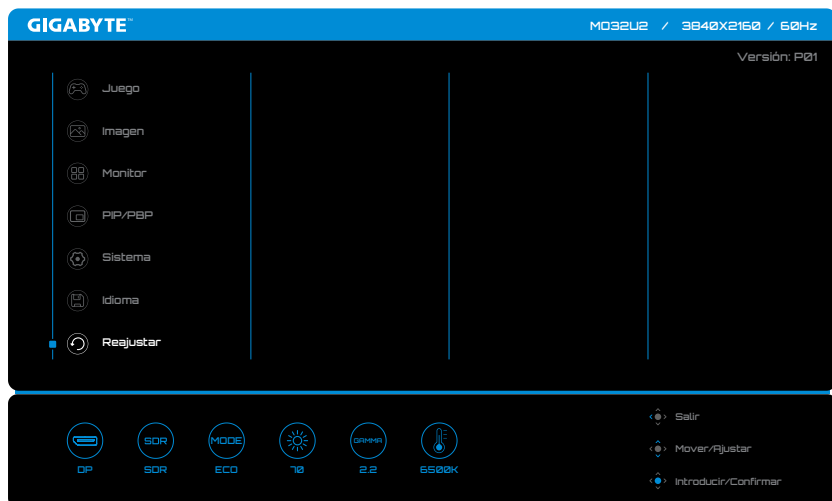 GIGABYTE™
MO32U2 / 3840X2160 / 60Hz
Versión: P01
Juego
Imagen
Monitor
PIP/PBP
Sistema
Idioma
Reajustar
SDR MODE GAMMA
DP SDR ECO 70 2.2 6500K
Salir
Mover/Ajustar
Introducir/Confirmar